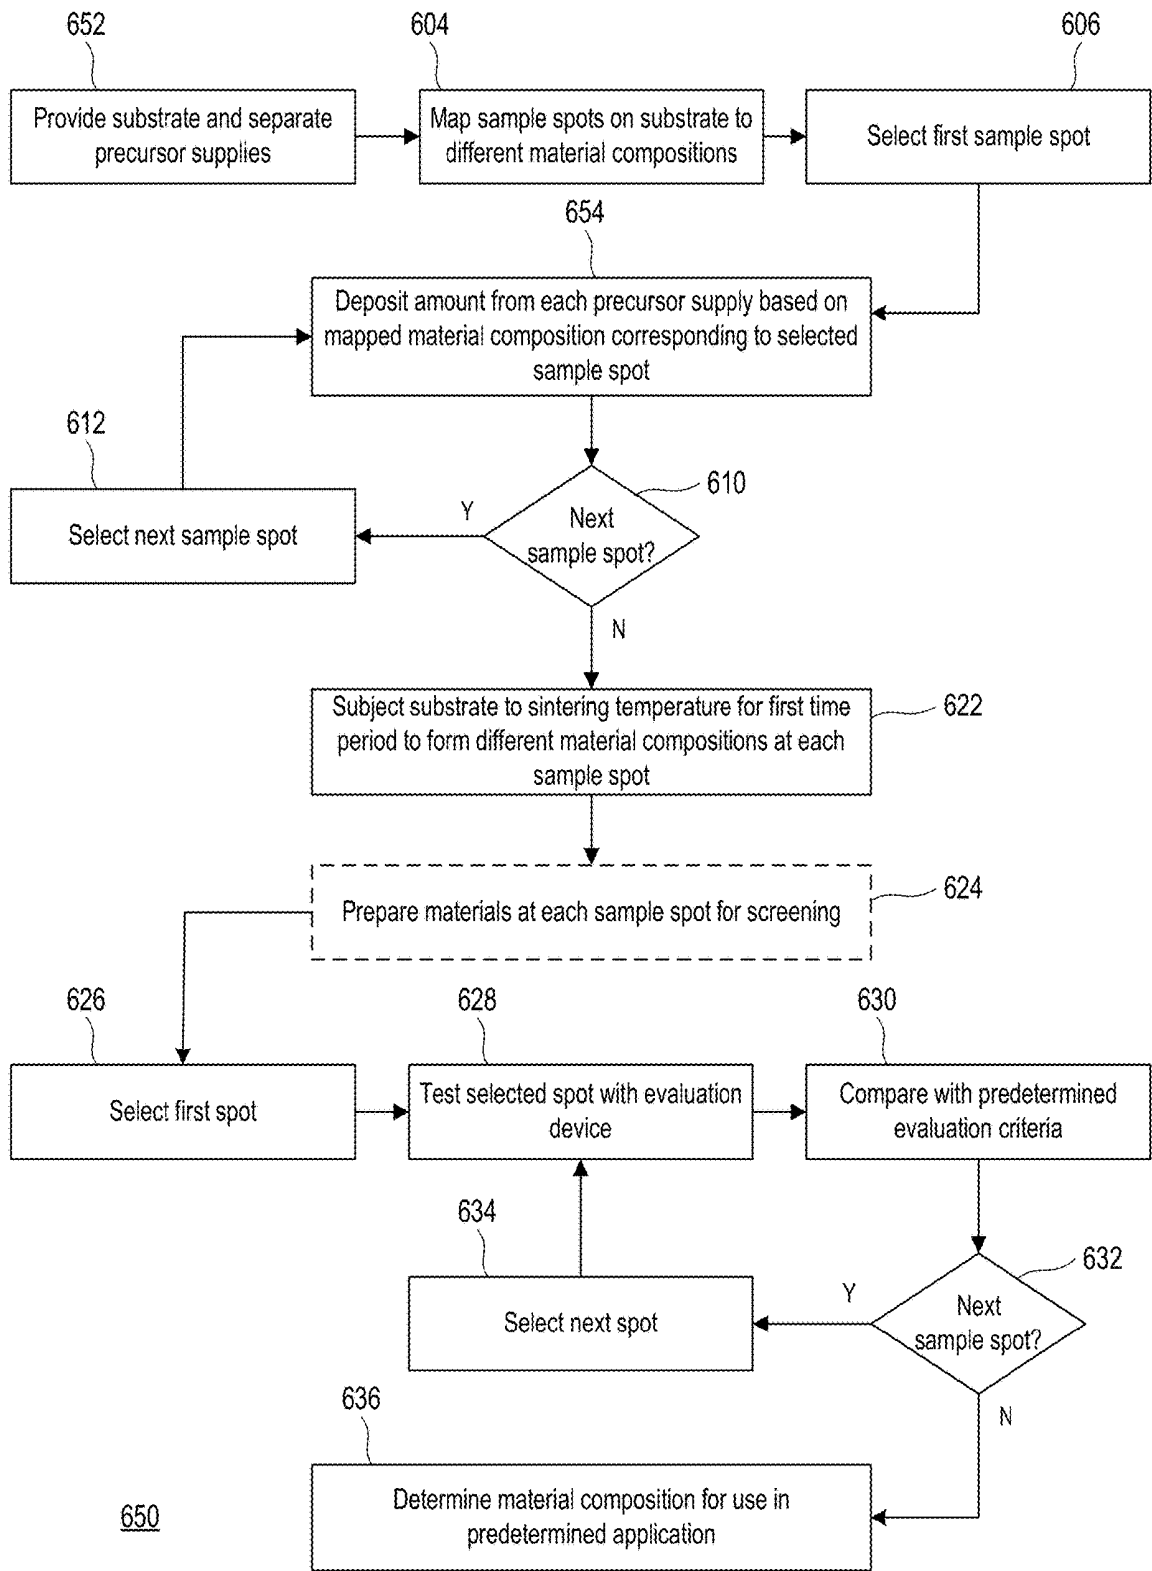 652
604
606
Provide substrate and separate
precursor supplies
Map sample spots on substrate to
different material compositions
Select first sample spot
654
Deposit amount from each precursor supply based on
mapped material composition corresponding to selected
sample spot
612
610
Select next sample spot
Y
Next
sample spot?
N
Subject substrate to sintering temperature for first time
period to form different material compositions at each
sample spot
622
Prepare materials at each sample spot for screening
624
626
628
630
Select first spot
Test selected spot with evaluation
device
Compare with predetermined
evaluation criteria
634
632
Select next spot
Y
Next
sample spot?
N
636
Determine material composition for use in
predetermined application
650